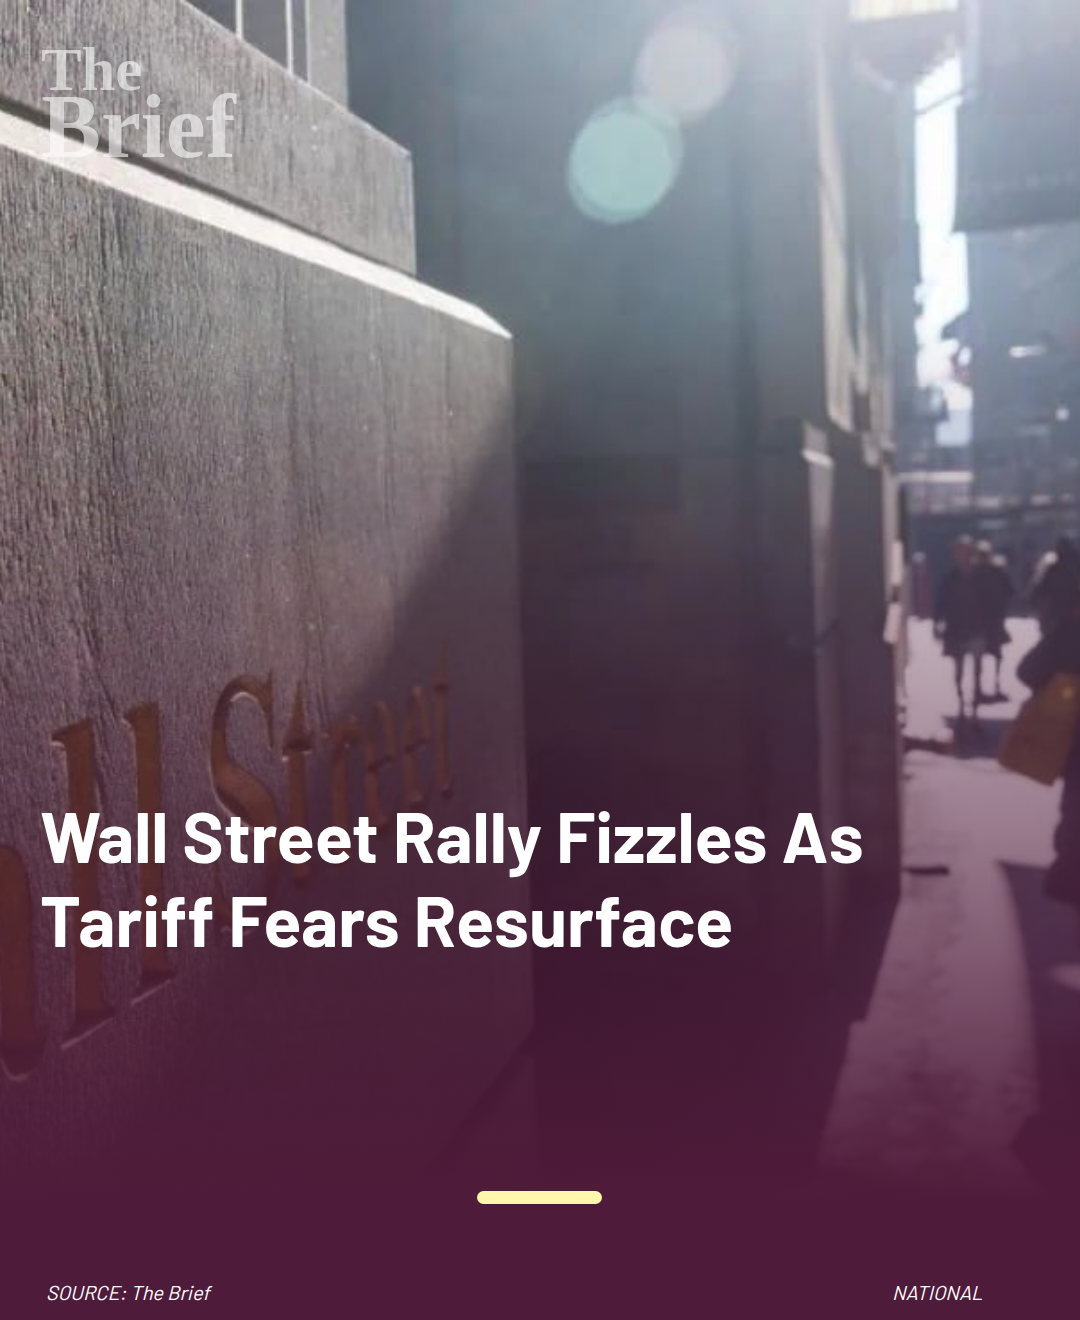 The
Brief
ll Street
Wall Street Rally Fizzles As
Tariff Fears Resurface
SOURCE: The Brief
NATIONAL